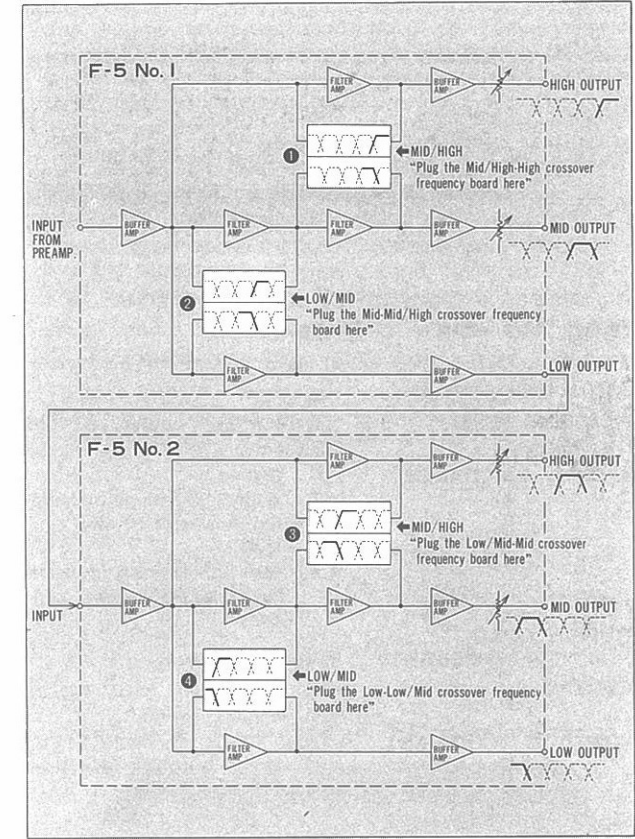 F-5 No. 1
FILTER AMP
BUFFER AMP
HIGH OUTPUT
1
MID/HIGH
"Plug the Mid/High-High crossover
frequency board here"
INPUT
FROM
PREAMP.
BUFFER AMP
FILTER AMP
FILTER AMP
BUFFER AMP
MID OUTPUT
2
LOW/MID
"Plug the Mid-Mid/High crossover frequency
board here"
FILTER AMP
BUFFER AMP
LOW OUTPUT
F-5 No. 2
FILTER AMP
BUFFER AMP
HIGH OUTPUT
3
MID/HIGH
"Plug the Low/Mid-Mid crossover
frequency board here"
INPUT
BUFFER AMP
FILTER AMP
FILTER AMP
BUFFER AMP
MID OUTPUT
4
LOW/MID
"Plug the Low-Low/Mid crossover frequency
board here"
FILTER AMP
BUFFER AMP
LOW OUTPUT